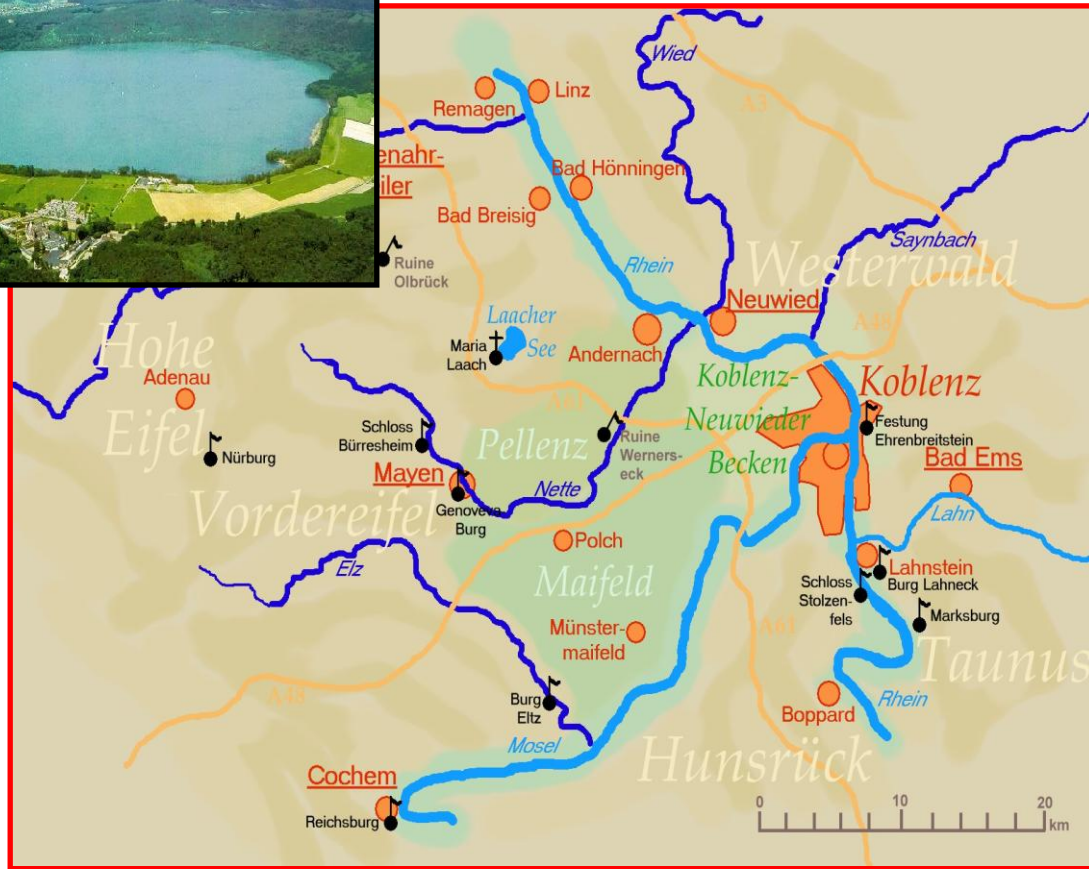 Wied
A3
Remagen
Linz
enahr-
iler
Bad Hönningen
Bad Breisig
Saynbach
Ruine
Olbrück
Rhein
Westerwald
Neuwied
Laacher
See
Maria
Laach
Andernach
A48
Hohe
Eifel
Adenau
Koblenz-
Neuwieder
Becken
Koblenz
A61
Festung
Ehrenbreitstein
Schloss
Bürresheim
Pellenz
Ruine
Werners-
eck
Nürburg
Mayen
Bad Ems
Genoveva
Burg
Nette
Vordereifel
Lahn
Polch
Elz
Maifeld
Lahnstein
Burg Lahneck
Schloss
Stolzen-
fels
Marksburg
Münster-
maifeld
A61
Taunus
A48
Burg
Eltz
Boppard
Rhein
Mosel
Hunsrück
Cochem
Reichsburg
0 10 20
km